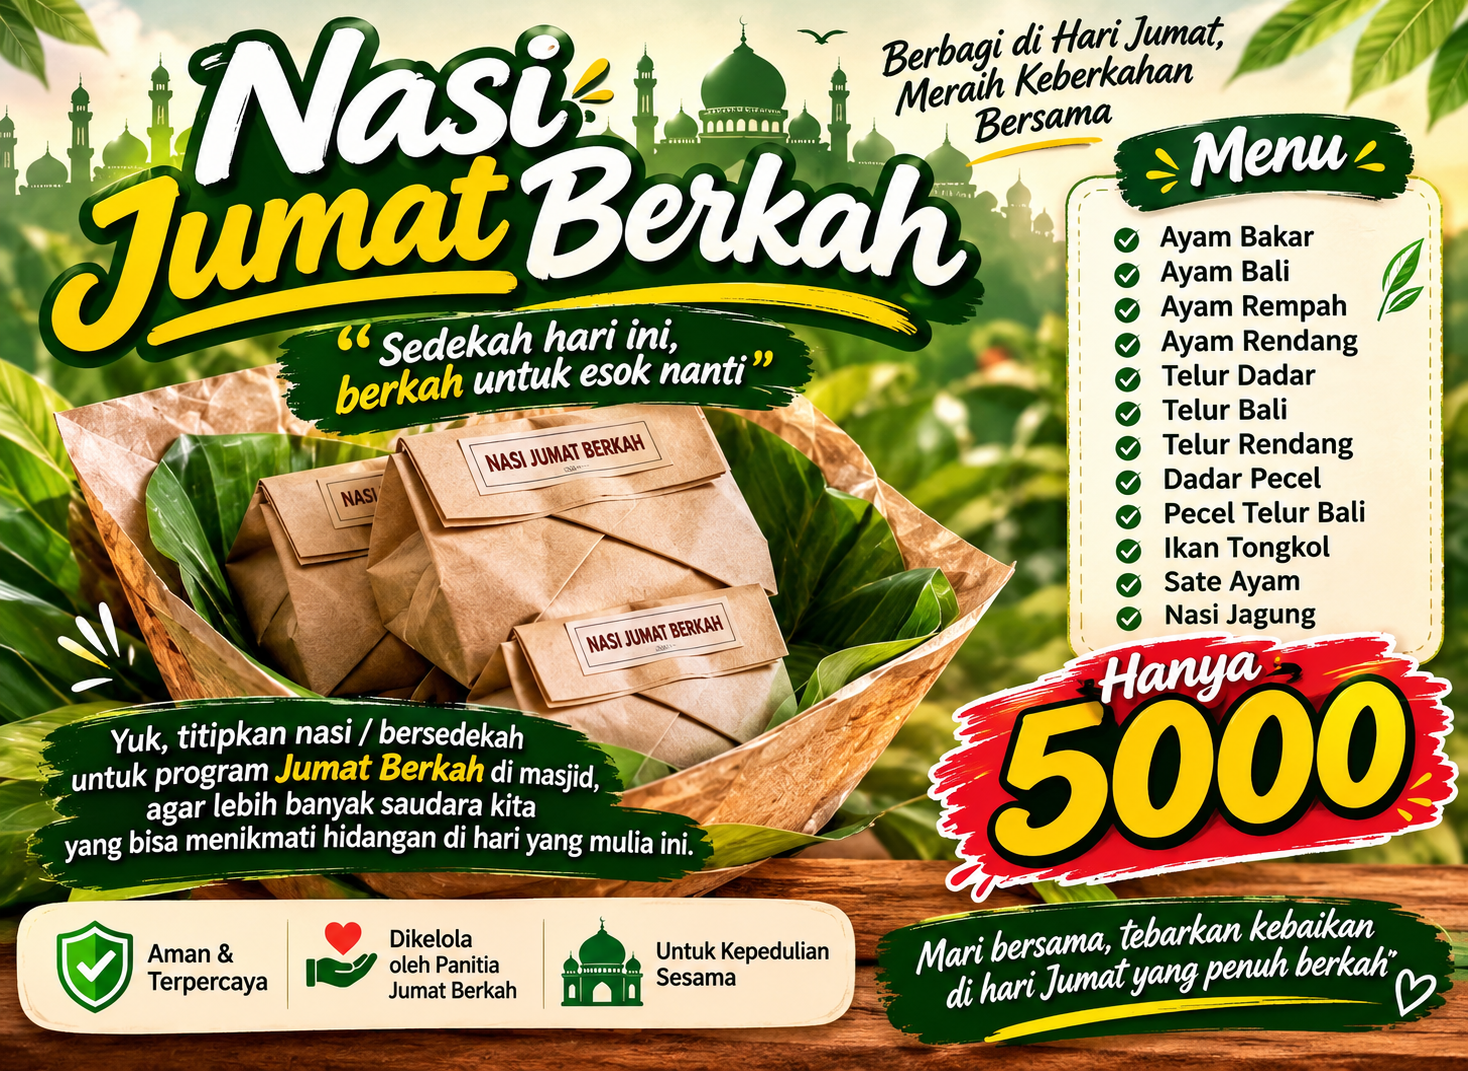 Nasi
Jumat Berkah
Berbagi di Hari Jumat,
Meraih Keberkahan
Bersama
“Sedekah hari ini,
berkah untuk esok nanti”
NASI JUMAT BERKAH
NASI
NASI JUMAT BERKAH
Menu
Ayam Bakar
Ayam Bali
Ayam Rempah
Ayam Rendang
Telur Dadar
Telur Bali
Telur Rendang
Dadar Pecel
Pecel Telur Bali
Ikan Tongkol
Sate Ayam
Nasi Jagung
Hanya
5000
Yuk, titipkan nasi / bersedekah
untuk program Jumat Berkah di masjid,
agar lebih banyak saudara kita
yang bisa menikmati hidangan di hari yang mulia ini.
Aman &
Terpercaya
Dikelola
oleh Panitia
Jumat Berkah
Untuk Kepedulian
Sesama
Mari bersama, tebarkan kebaikan
di hari Jumat yang penuh berkah”